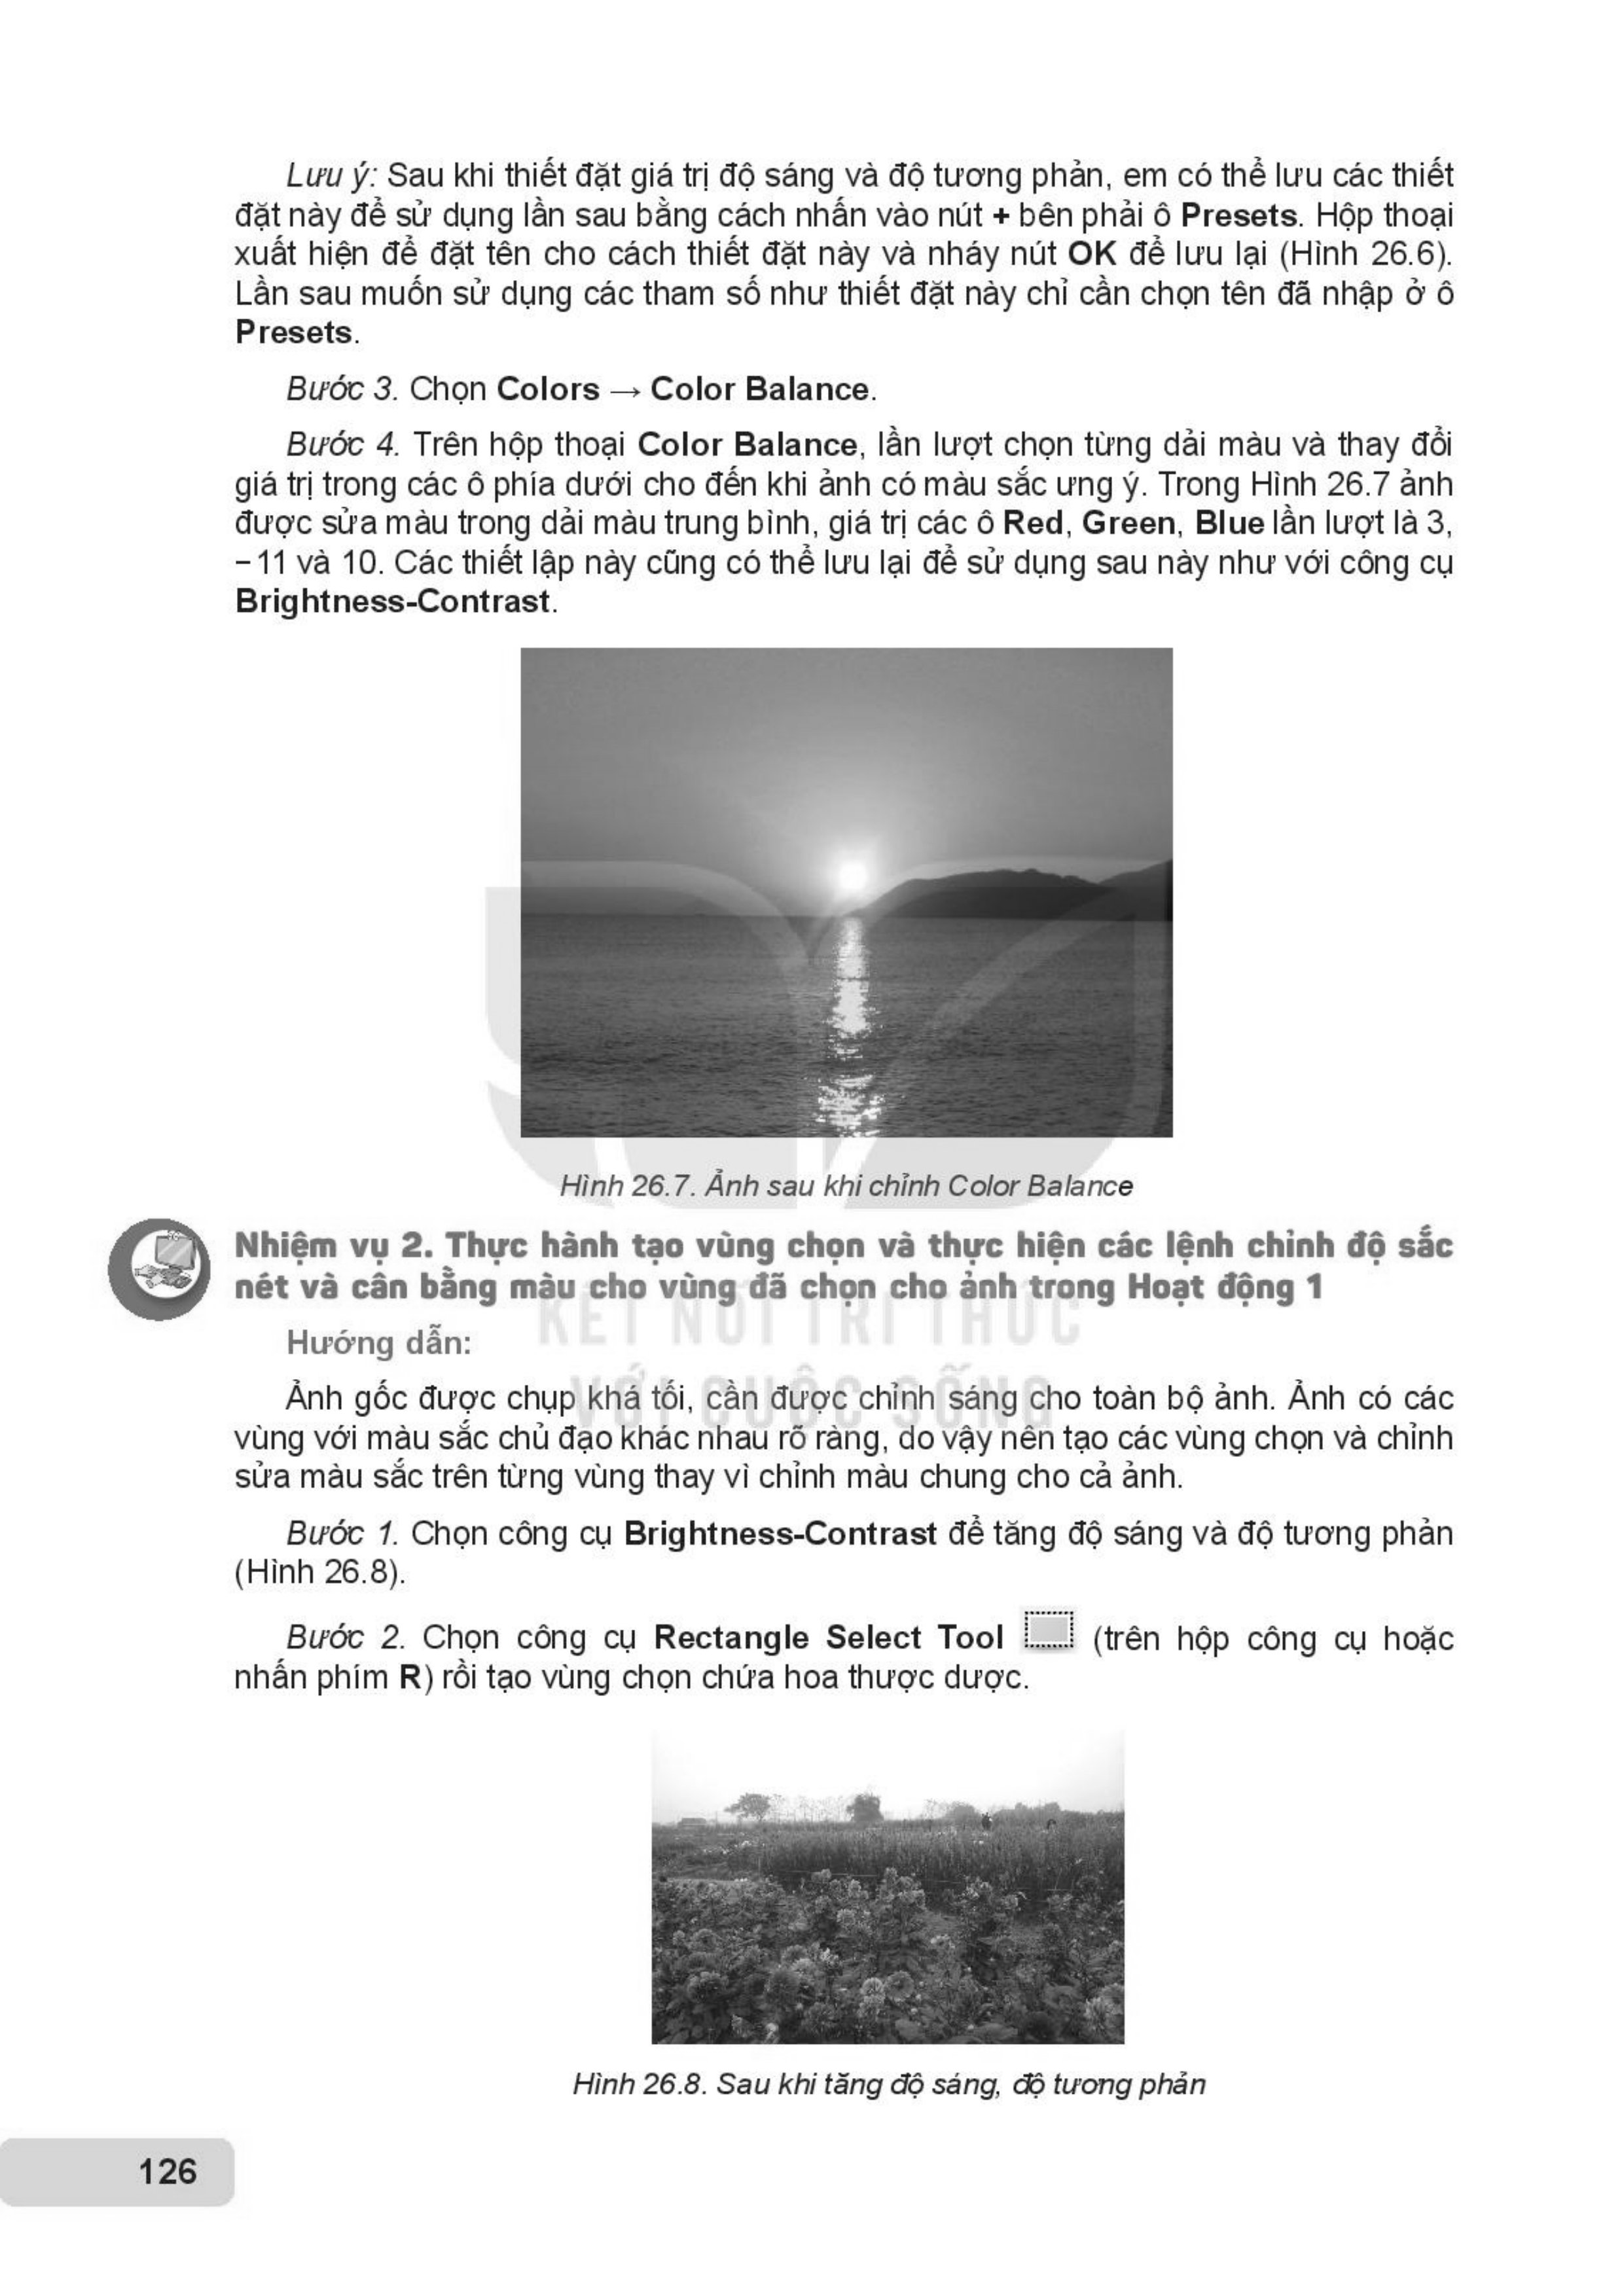 Lưu ý: Sau khi thiết đặt giá trị độ sáng và độ tương phản, em có thể lưu các thiết
đặt này để sử dụng lần sau bằng cách nhấn vào nút + bên phải ô Presets. Hộp thoại
xuất hiện để đặt tên cho cách thiết đặt này và nháy nút OK để lưu lại (Hình 26.6).
Lần sau muốn sử dụng các tham số như thiết đặt này chỉ cần chọn tên đã nhập ở ô
Presets.
Bước 3. Chọn Colors → Color Balance.
Bước 4. Trên hộp thoại Color Balance, lần lượt chọn từng dải màu và thay đổi
giá trị trong các ô phía dưới cho đến khi ảnh có màu sắc ưng ý. Trong Hình 26.7 ảnh
được sửa màu trong dải màu trung bình, giá trị các ô Red, Green, Blue lần lượt là 3,
−11 và 10. Các thiết lập này cũng có thể lưu lại để sử dụng sau này như với công cụ
Brightness-Contrast.
Hình 26.7. Ảnh sau khi chỉnh Color Balance
Nhiệm vụ 2. Thực hành tạo vùng chọn và thực hiện các lệnh chỉnh độ sắc
nét và cân bằng màu cho vùng đã chọn cho ảnh trong Hoạt động 1
KẾT NỐI TRI THỨC
Hướng dẫn:
VỚI CUỘC SỐNG
Ảnh gốc được chụp khá tối, cần được chỉnh sáng cho toàn bộ ảnh. Ảnh có các
vùng với màu sắc chủ đạo khác nhau rõ ràng, do vậy nên tạo các vùng chọn và chỉnh
sửa màu sắc trên từng vùng thay vì chỉnh màu chung cho cả ảnh.
Bước 1. Chọn công cụ Brightness-Contrast để tăng độ sáng và độ tương phản
(Hình 26.8).
Bước 2. Chọn công cụ Rectangle Select Tool (trên hộp công cụ hoặc
nhấn phím R) rồi tạo vùng chọn chứa hoa thược dược.
Hình 26.8. Sau khi tăng độ sáng, độ tương phản
126